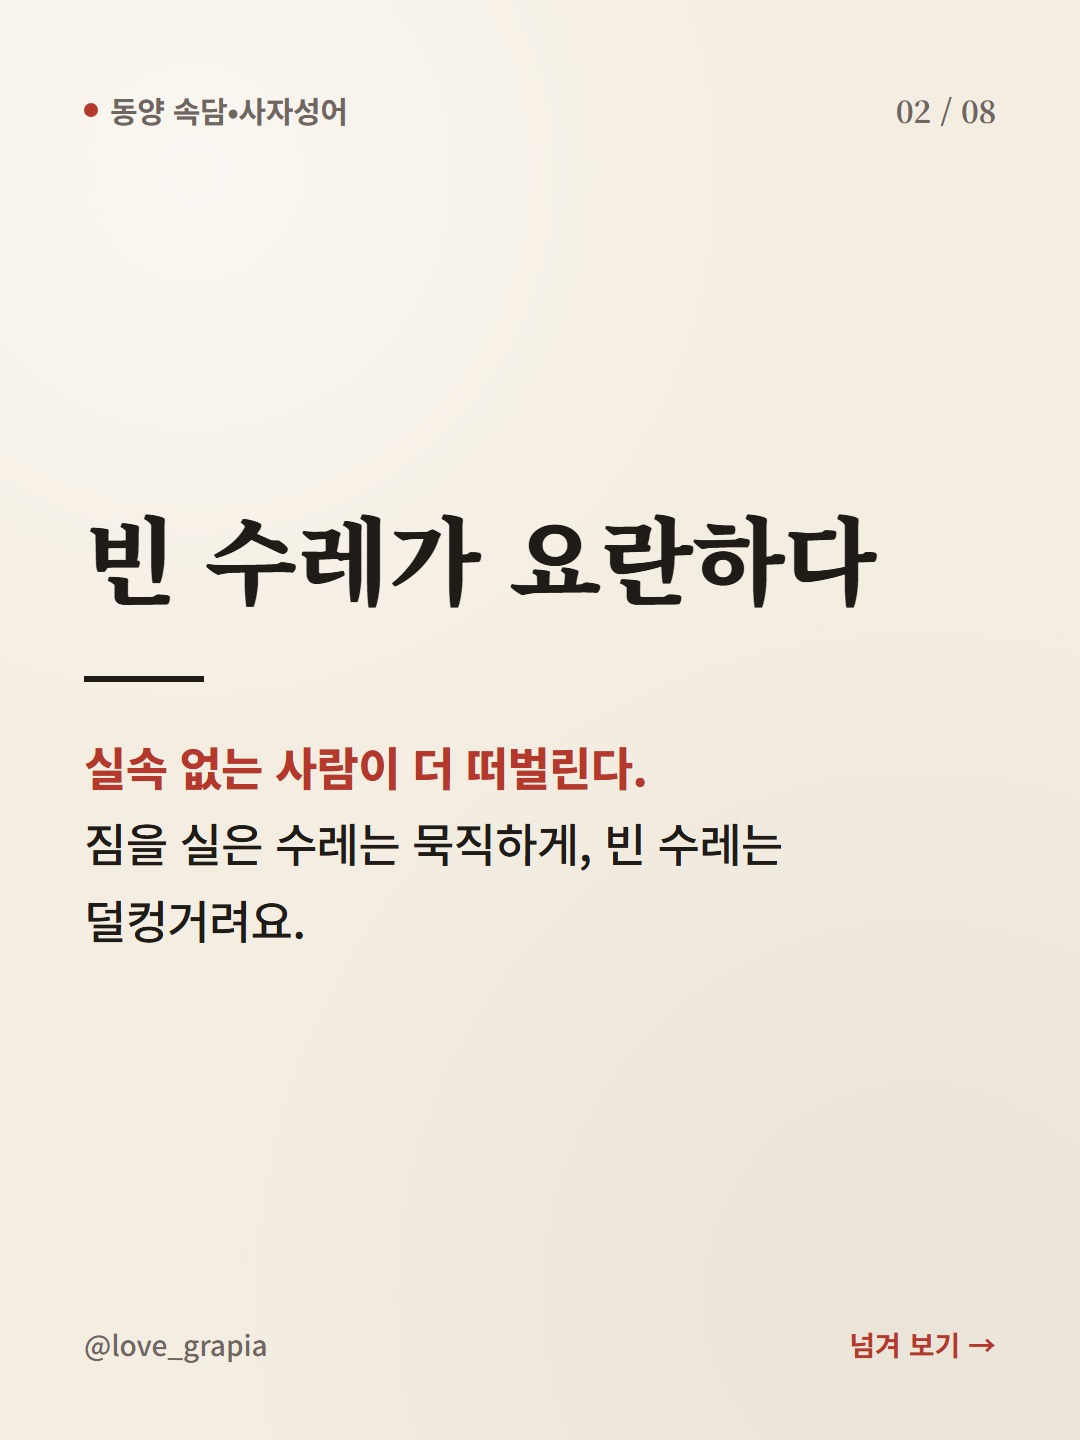 동양 속담•사자성어
02 / 08
빈 수레가 요란하다
실속 없는 사람이 더 떠벌린다.
짐을 실은 수레는 묵직하게, 빈 수레는
덜컹거려요.
@love_grapia
넘겨 보기 →